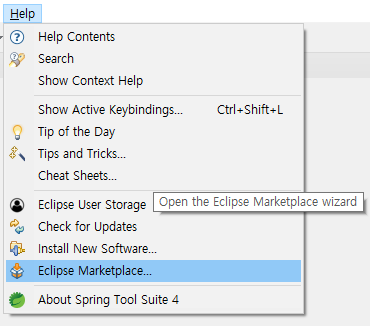 Help
Help Contents
Search
Show Context Help
Show Active Keybindings... Ctrl+Shift+L
Tip of the Day
Tips and Tricks...
Cheat Sheets...
Eclipse User Storage
Open the Eclipse Marketplace wizard
Check for Updates
Install New Software...
Eclipse Marketplace...
About Spring Tool Suite 4